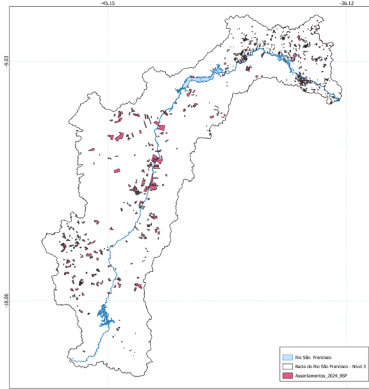 -45.15
-36.12
-9.03
-18.06
Rio São Francisco
Bacia do Rio São Francisco - Nível 3
Assentamentos_2024_BSF